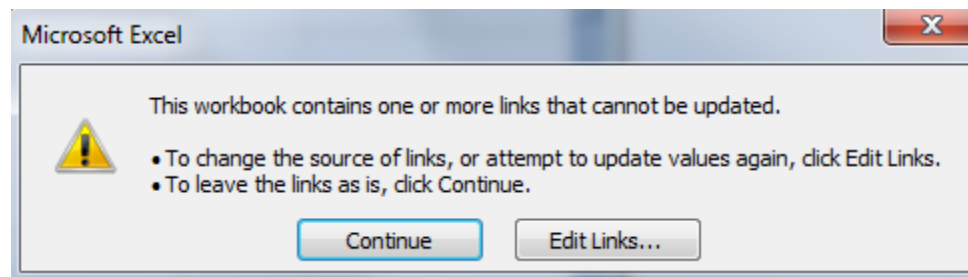 Microsoft Excel
This workbook contains one or more links that cannot be updated.
• To change the source of links, or attempt to update values again, click Edit Links.
• To leave the links as is, click Continue.
Continue Edit Links...